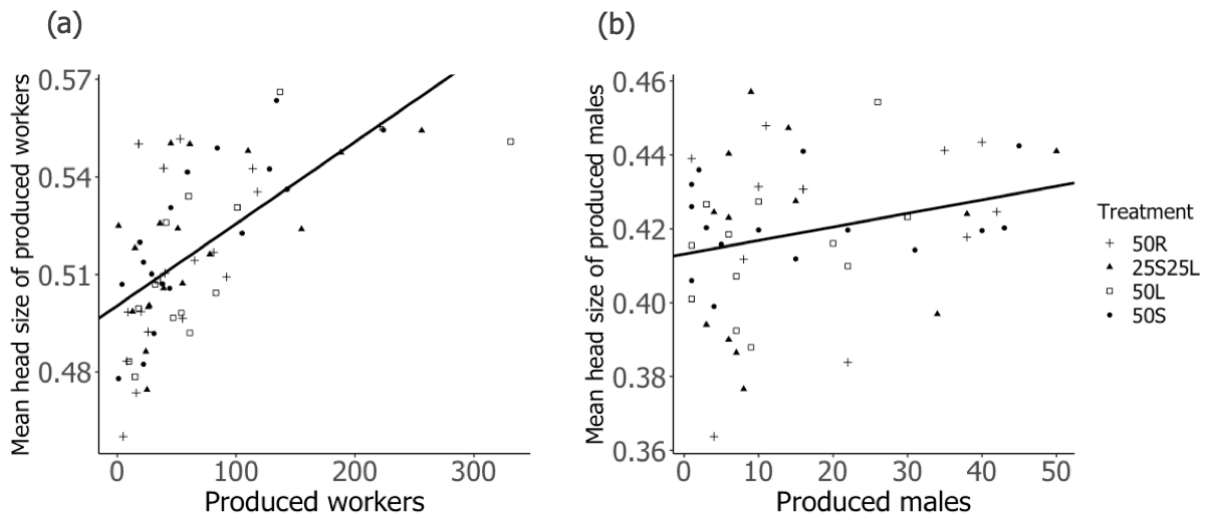 (a)
Mean head size of produced workers
0.57
0.54
0.51
0.48
0
100
200
300
Produced workers
(b)
Mean head size of produced males
0.46
0.44
0.42
0.40
0.38
0.36
0
10
20
30
40
50
Produced males
Treatment
50R
25S25L
50L
50S